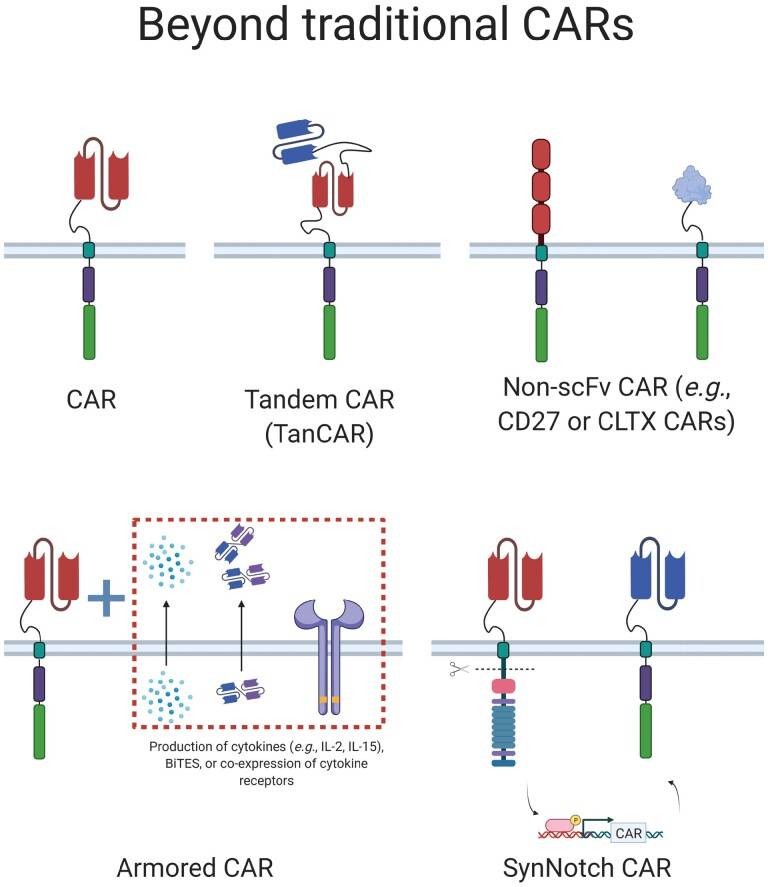 Beyond traditional CARs
CAR
Tandem CAR
(TanCAR)
Non-scFv CAR (e.g.,
CD27 or CLTX CARs)
Production of cytokines (e.g., IL-2, IL-15),
BiTES, or co-expression of cytokine
receptors
Armored CAR
P
CAR
SynNotch CAR